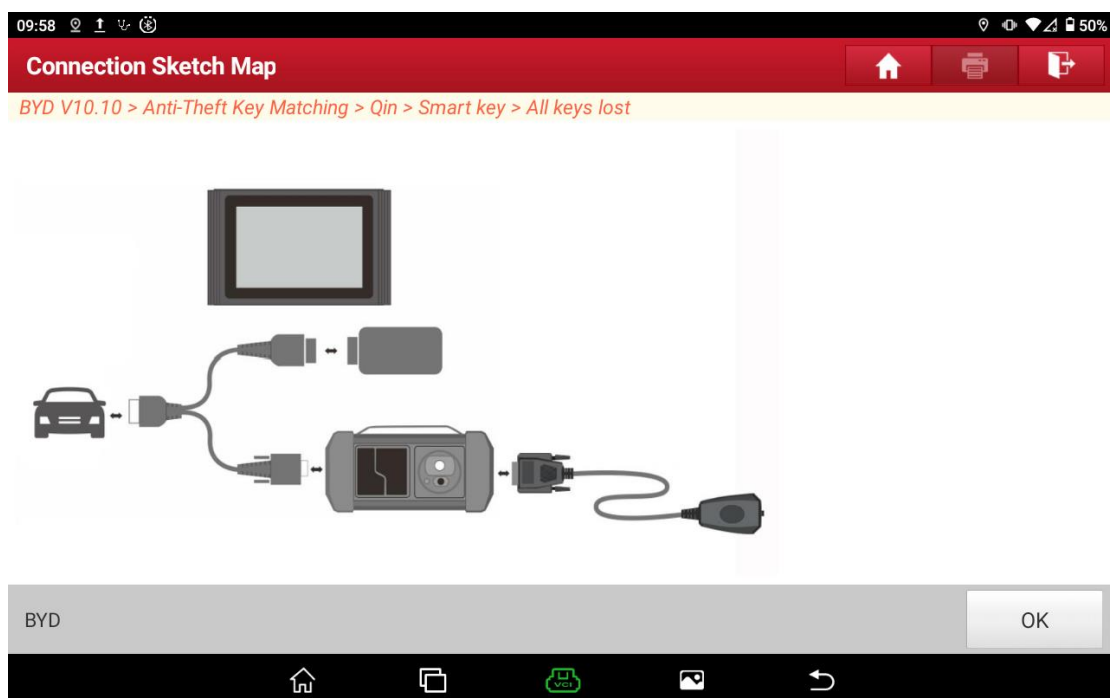 09:58 50%
Connection Sketch Map
BYD V10.10 > Anti-Theft Key Matching > Qin > Smart key > All keys lost
BYD OK
VCI